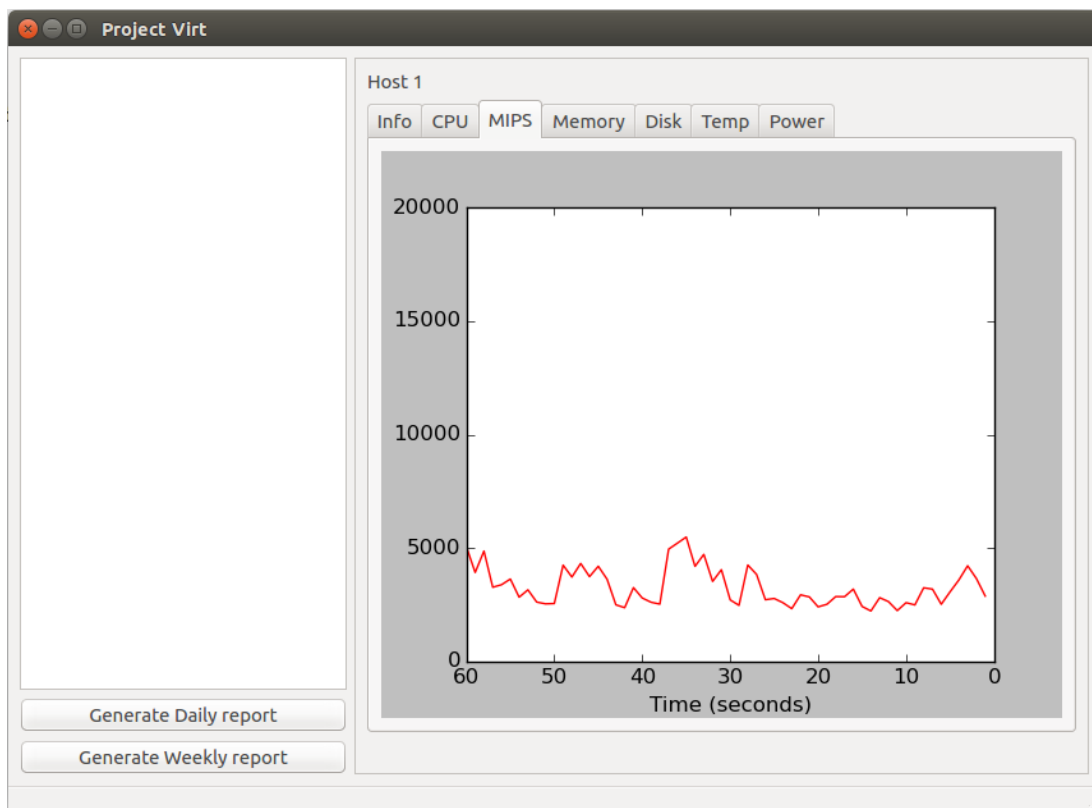 Project Virt
Host 1
Info CPU MIPS Memory Disk Temp Power
20000
15000
10000
5000
0
60 50 40 30 20 10 0
Time (seconds)
Generate Daily report
Generate Weekly report